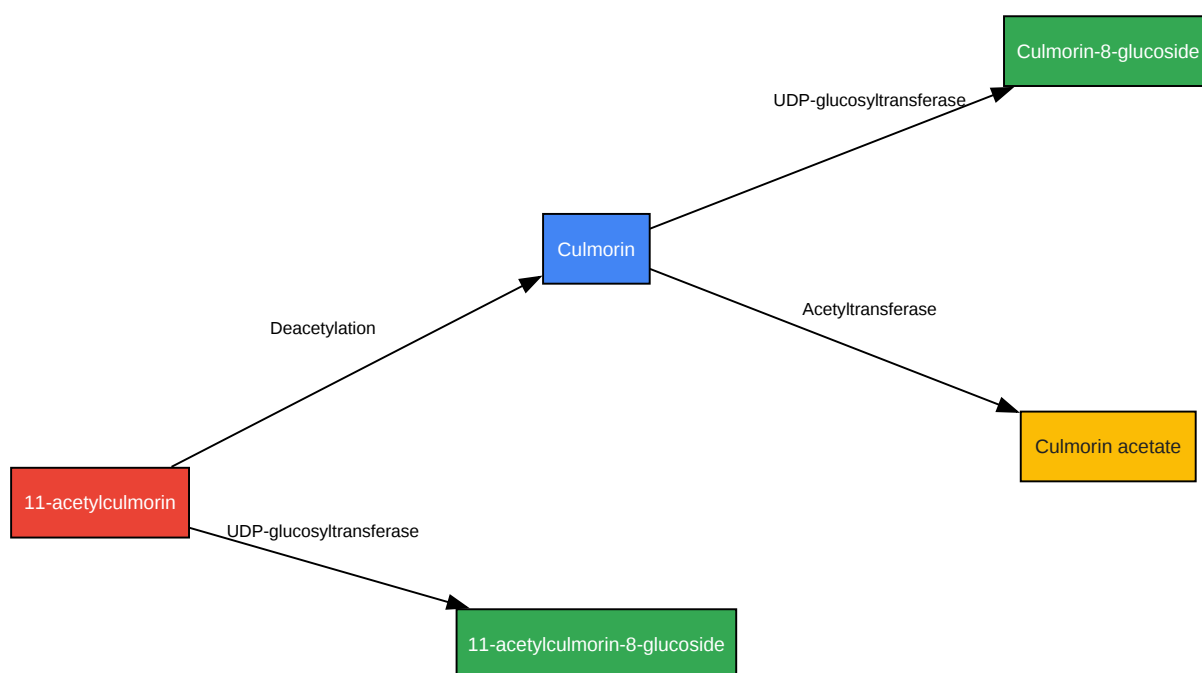 Culmorin-8-glucoside
UDP-glucosyltransferase
Culmorin
Acetyltransferase
Deacetylation
Culmorin acetate
11-acetylculmorin
UDP-glucosyltransferase
11-acetylculmorin-8-glucoside